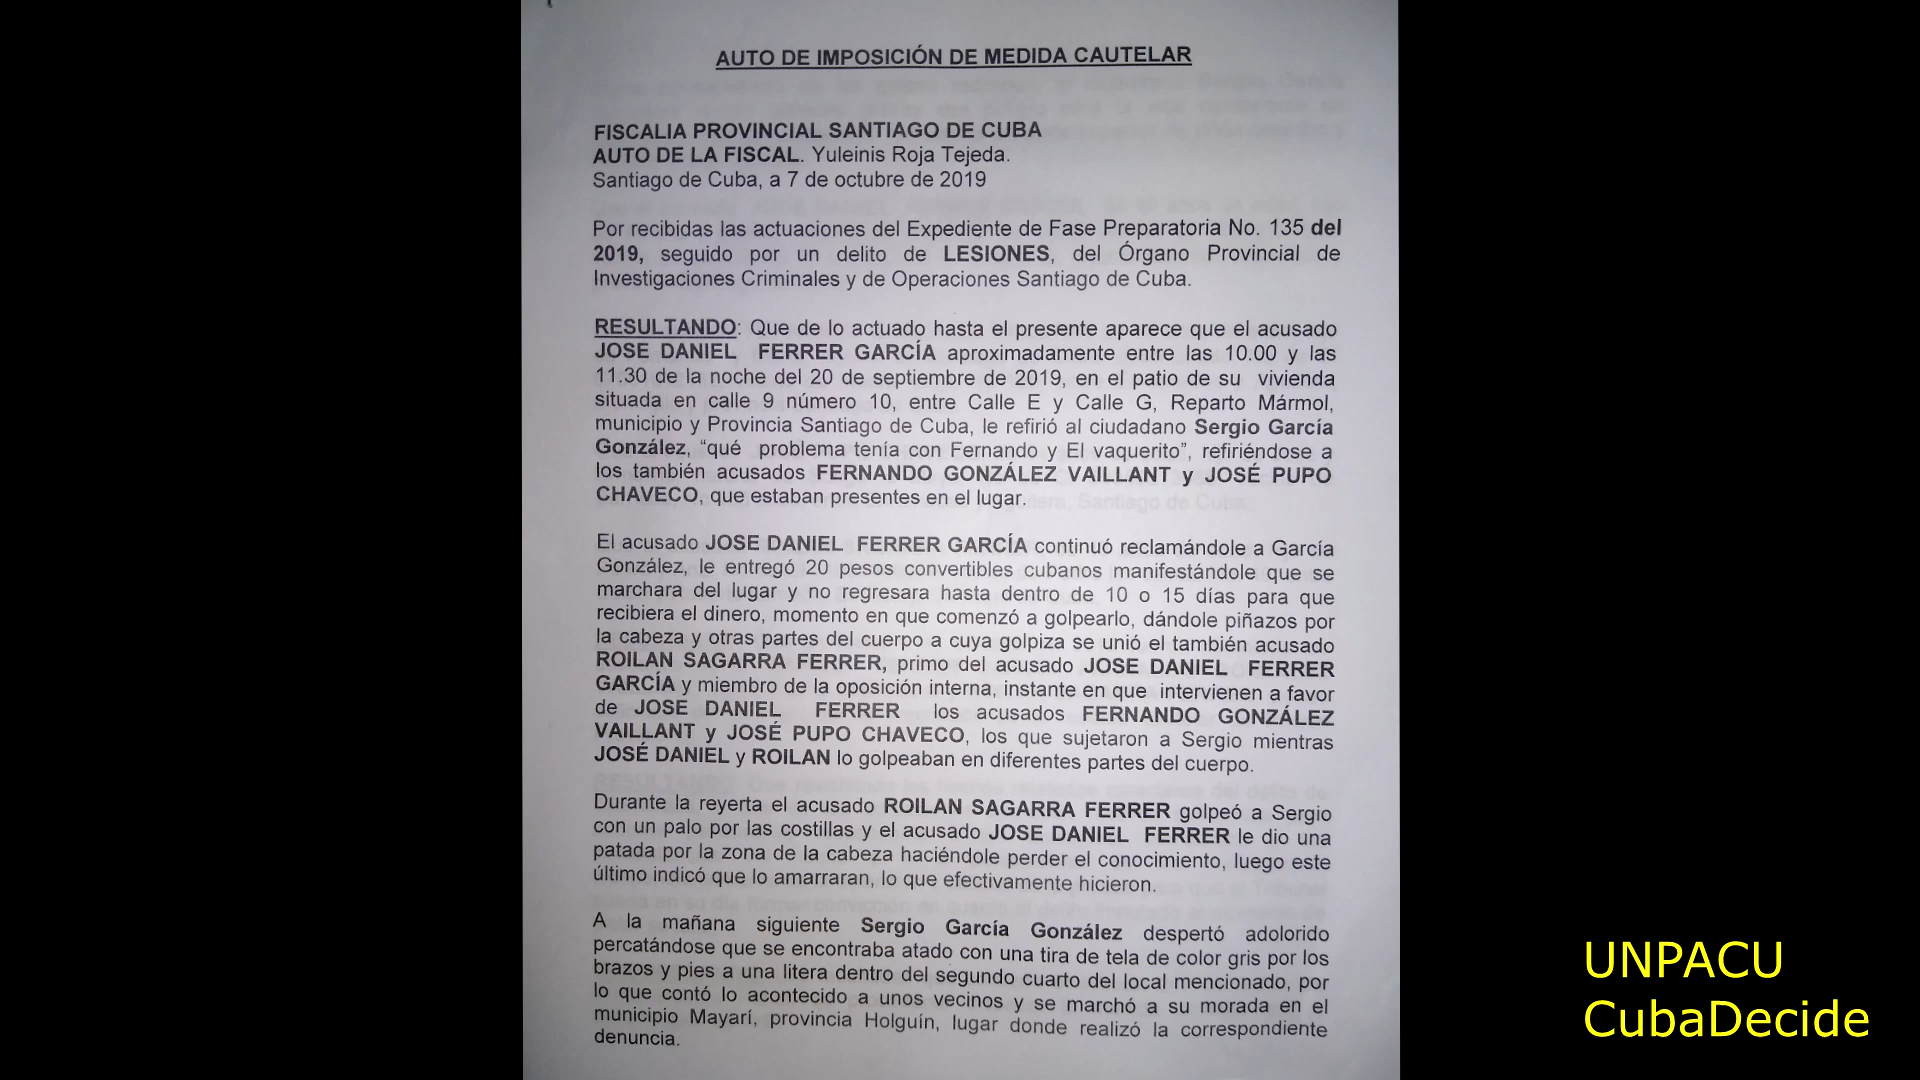 AUTO DE IMPOSICIÓN DE MEDIDA CAUTELAR
FISCALIA PROVINCIAL SANTIAGO DE CUBA
AUTO DE LA FISCAL. Yuleinis Roja Tejeda.
Santiago de Cuba, a 7 de octubre de 2019
Por recibidas las actuaciones del Expediente de Fase Preparatoria No. 135 del
2019, seguido por un delito de LESIONES, del Órgano Provincial de
Investigaciones Criminales y de Operaciones Santiago de Cuba.
RESULTANDO: Que de lo actuado hasta el presente aparece que el acusado
JOSE DANIEL FERRER GARCÍA aproximadamente entre las 10.00 y las
11.30 de la noche del 20 de septiembre de 2019, en el patio de su vivienda
situada en calle 9 número 10, entre Calle E y Calle G, Reparto Mármol,
municipio y Provincia Santiago de Cuba, le refirió al ciudadano Sergio García
González, “qué problema tenía con Fernando y El vaquerito”, refiriéndose a
los también acusados FERNANDO GONZÁLEZ VAILLANT y JOSÉ PUPO
CHAVECO, que estaban presentes en el lugar.
El acusado JOSE DANIEL FERRER GARCÍA continuó reclamándole a García
González, le entregó 20 pesos convertibles cubanos manifestándole que se
marchara del lugar y no regresara hasta dentro de 10 o 15 días para que
recibiera el dinero, momento en que comenzó a golpearlo, dándole piñazos por
la cabeza y otras partes del cuerpo a cuya golpiza se unió el también acusado
ROILAN SAGARRA FERRER, primo del acusado JOSE DANIEL FERRER
GARCÍA y miembro de la oposición interna, instante en que intervienen a favor
de JOSE DANIEL FERRER los acusados FERNANDO GONZÁLEZ
VAILLANT y JOSÉ PUPO CHAVECO, los que sujetaron a Sergio mientras
JOSÉ DANIEL y ROILAN lo golpeaban en diferentes partes del cuerpo.
Durante la reyerta el acusado ROILAN SAGARRA FERRER golpeó a Sergio
con un palo por las costillas y el acusado JOSE DANIEL FERRER le dio una
patada por la zona de la cabeza haciéndole perder el conocimiento, luego este
último indicó que lo amarraran, lo que efectivamente hicieron.
A la mañana siguiente Sergio García González despertó adolorido
percatándose que se encontraba atado con una tira de tela de color gris por los
brazos y pies a una litera dentro del segundo cuarto del local mencionado, por
lo que contó lo acontecido a unos vecinos y se marchó a su morada en el
municipio Mayarí, provincia Holguín, lugar donde realizó la correspondiente
denuncia.
UNPACU
CubaDecide